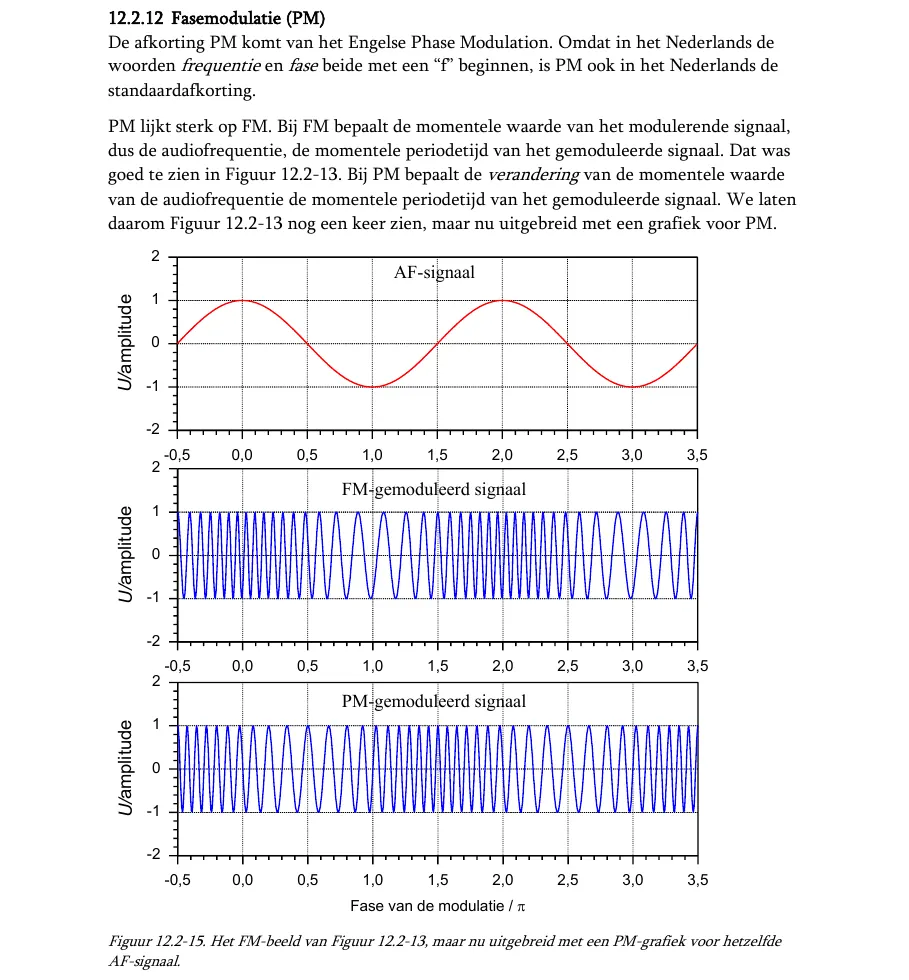 12.2.12 Fasemodulatie (PM)
De afkorting PM komt van het Engelse Phase Modulation. Omdat in het Nederlands de
woorden frequentie en fase beide met een “f” beginnen, is PM ook in het Nederlands de
standaardafkorting.
PM lijkt sterk op FM. Bij FM bepaalt de momentele waarde van het modulerende signaal,
dus de audiofrequentie, de momentele periodetijd van het gemoduleerde signaal. Dat was
goed te zien in Figuur 12.2-13. Bij PM bepaalt de verandering van de momentele waarde
van de audiofrequentie de momentele periodetijd van het gemoduleerde signaal. We laten
daarom Figuur 12.2-13 nog een keer zien, maar nu uitgebreid met een grafiek voor PM.
AF-signaal
U/amplitude
2
1
0
-1
-2
-0,5 0,0 0,5 1,0 1,5 2,0 2,5 3,0 3,5
FM-gemoduleerd signaal
U/amplitude
2
1
0
-1
-2
-0,5 0,0 0,5 1,0 1,5 2,0 2,5 3,0 3,5
PM-gemoduleerd signaal
U/amplitude
2
1
0
-1
-2
-0,5 0,0 0,5 1,0 1,5 2,0 2,5 3,0 3,5
Fase van de modulatie / π
Figuur 12.2-15. Het FM-beeld van Figuur 12.2-13, maar nu uitgebreid met een PM-grafiek voor hetzelfde
AF-signaal.